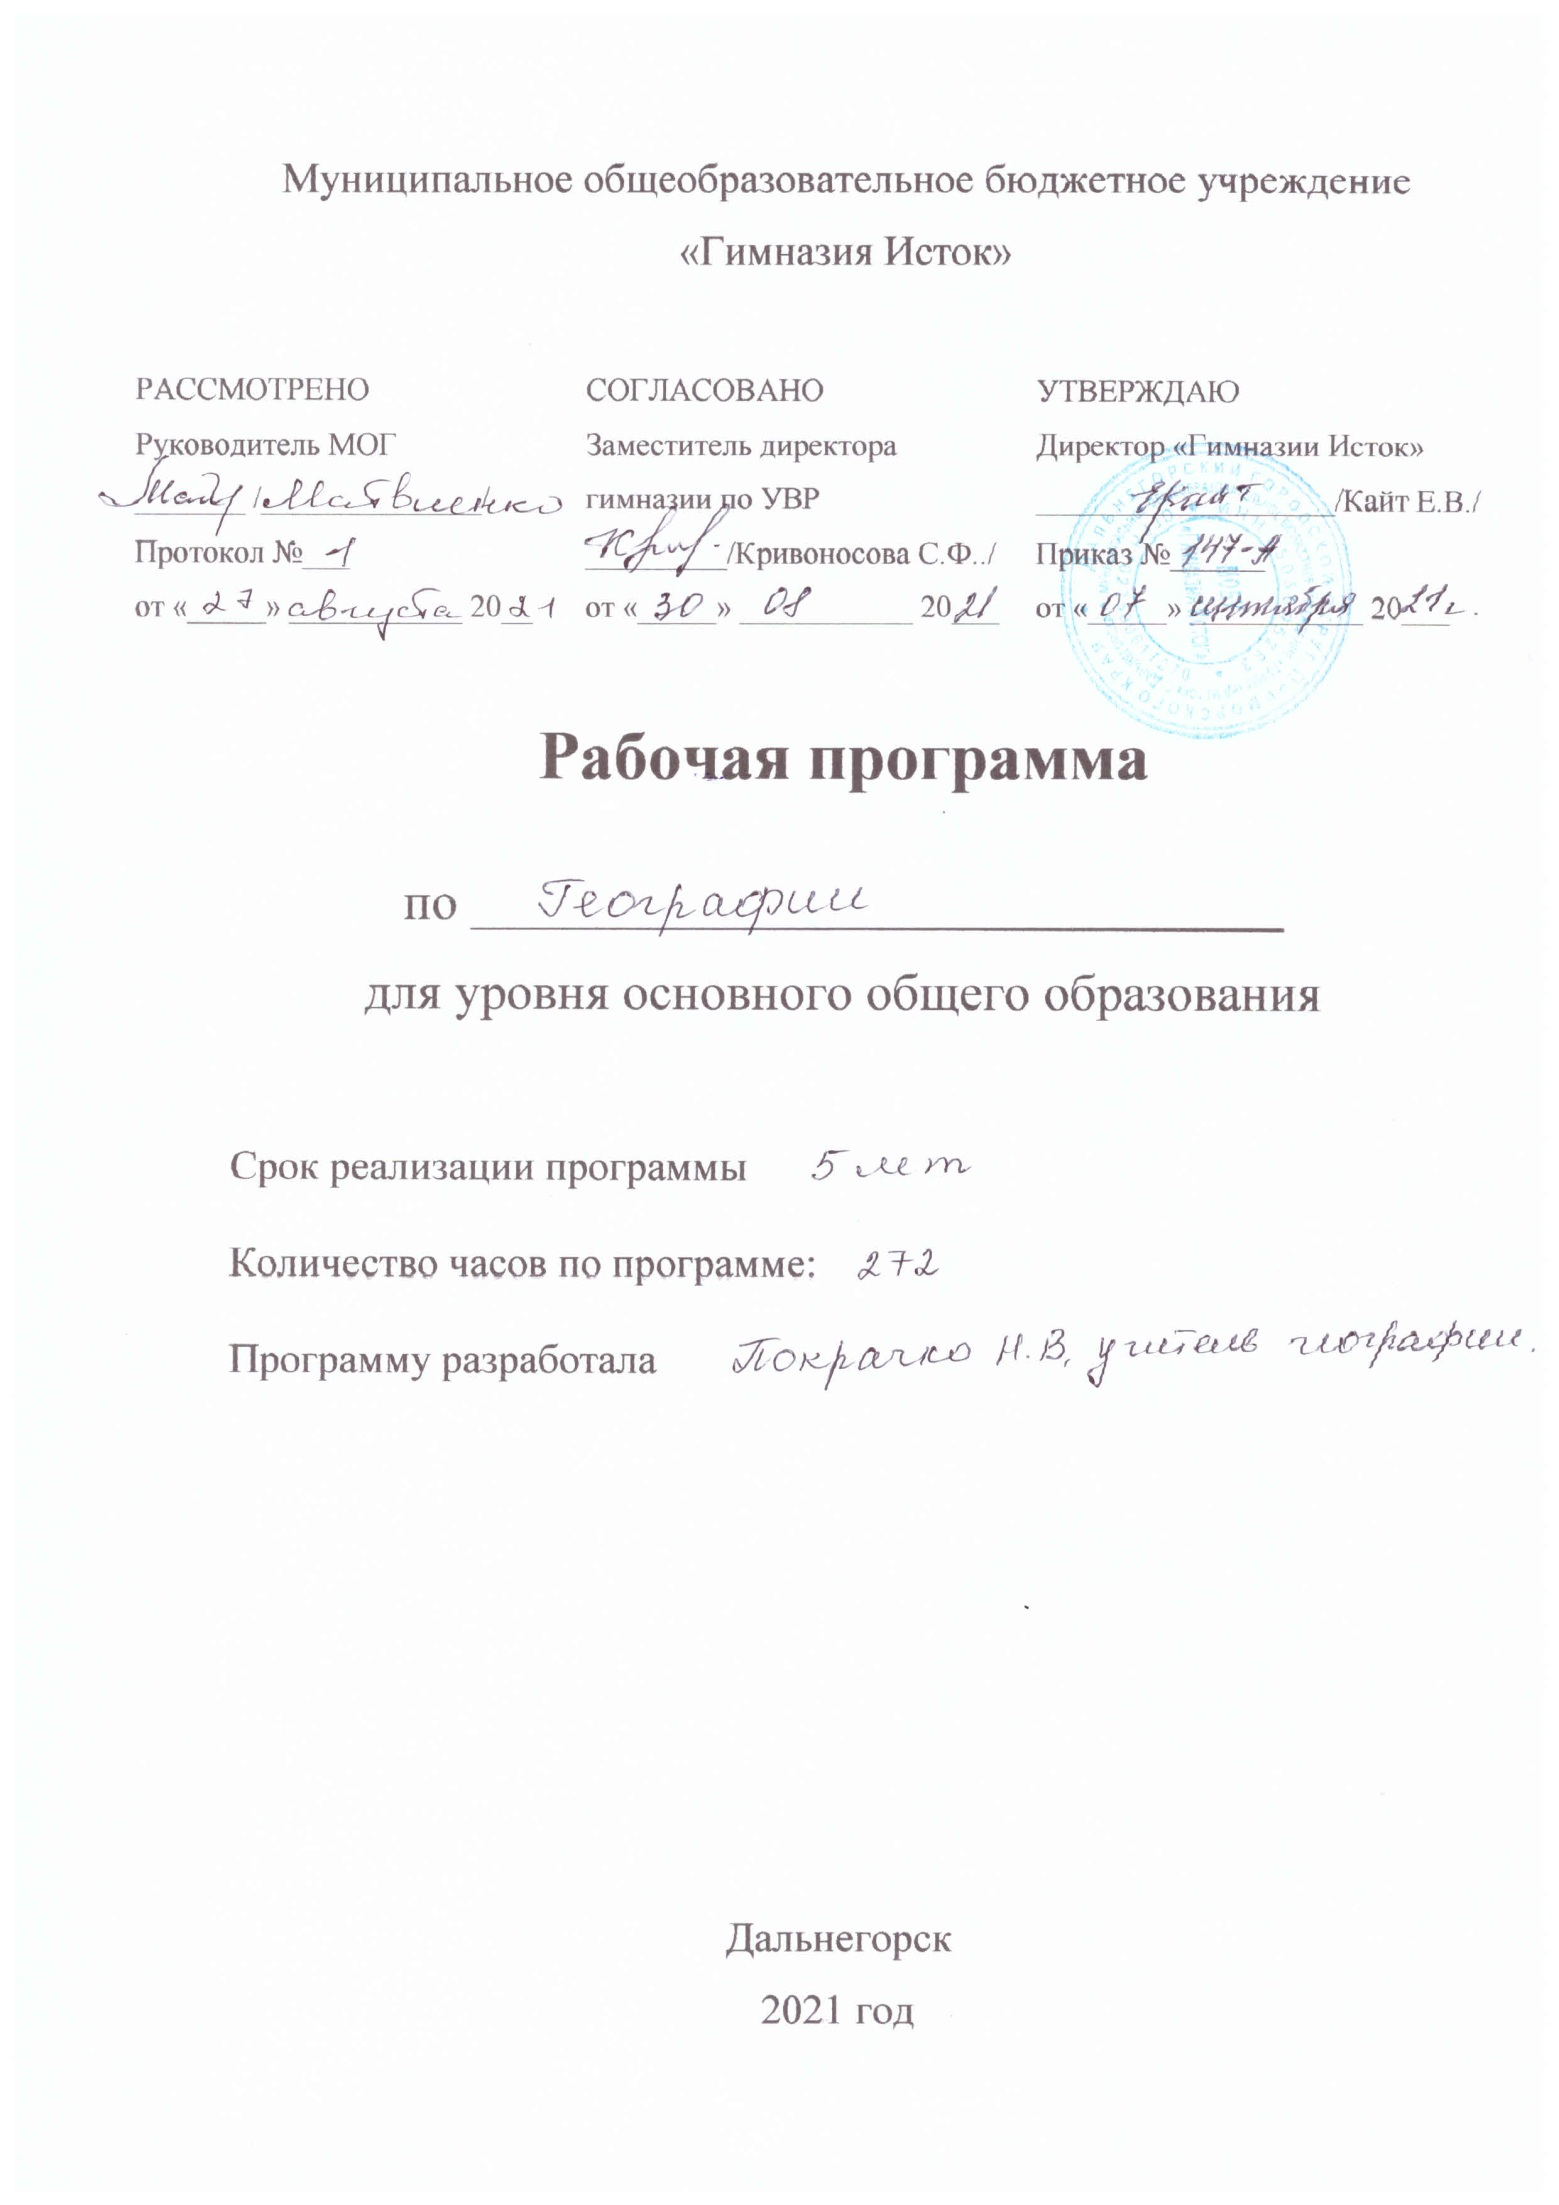 Муниципальное общеобразовательное бюджетное учреждение
«Гимназия Исток»
РАССМОТРЕНО
Руководитель МОГ
/Матвиенко
Протокол № 1
от «27» августа 2021
СОГЛАСОВАНО
Заместитель директора
гимназии по УВР
/Кривоносова С.Ф../
от «30» 08 2021
УТВЕРЖДАЮ
Директор «Гимназии Исток»
/Кайт Е.В./
Приказ № 147-А
от «07» сентября 2021г.
Рабочая программа
по Географии
для уровня основного общего образования
Срок реализации программы 5 лет
Количество часов по программе: 272
Программу разработала Покрачко Н.В, учитель географии.
Дальнегорск
2021 год